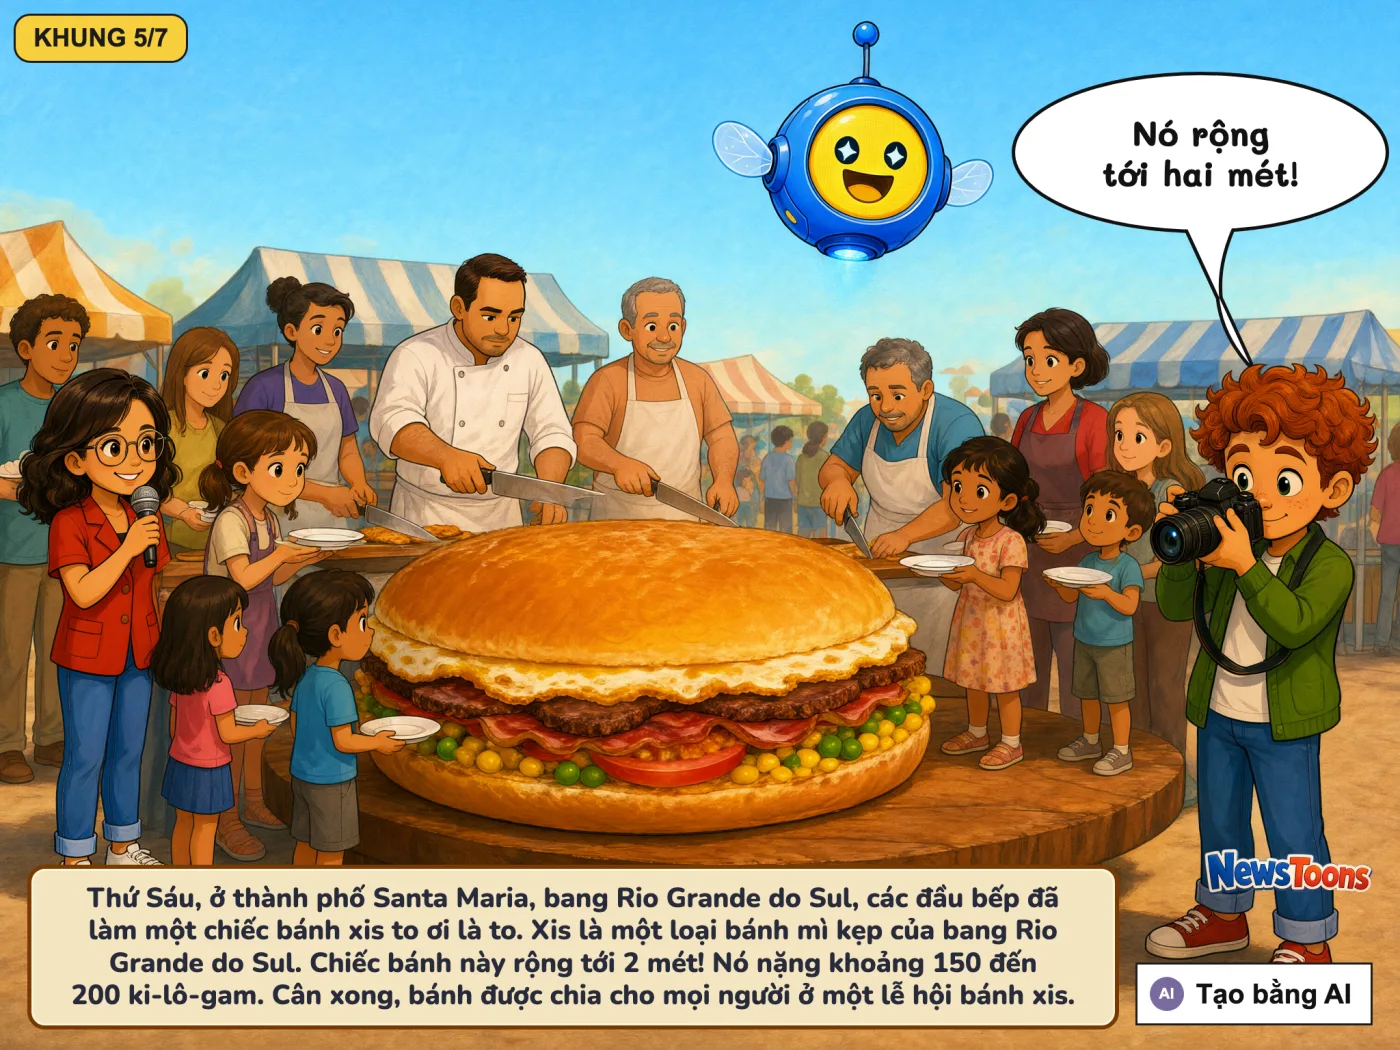 KHUNG 5/7
Nó rộng
tới hai mét!
Thứ Sáu, ở thành phố Santa Maria, bang Rio Grande do Sul, các đầu bếp đã
làm một chiếc bánh xis to ơi là to. Xis là một loại bánh mì kẹp của bang Rio
Grande do Sul. Chiếc bánh này rộng tới 2 mét! Nó nặng khoảng 150 đến
200 ki-lô-gam. Cân xong, bánh được chia cho mọi người ở một lễ hội bánh xis.
NewsToons
AI Tạo bằng AI